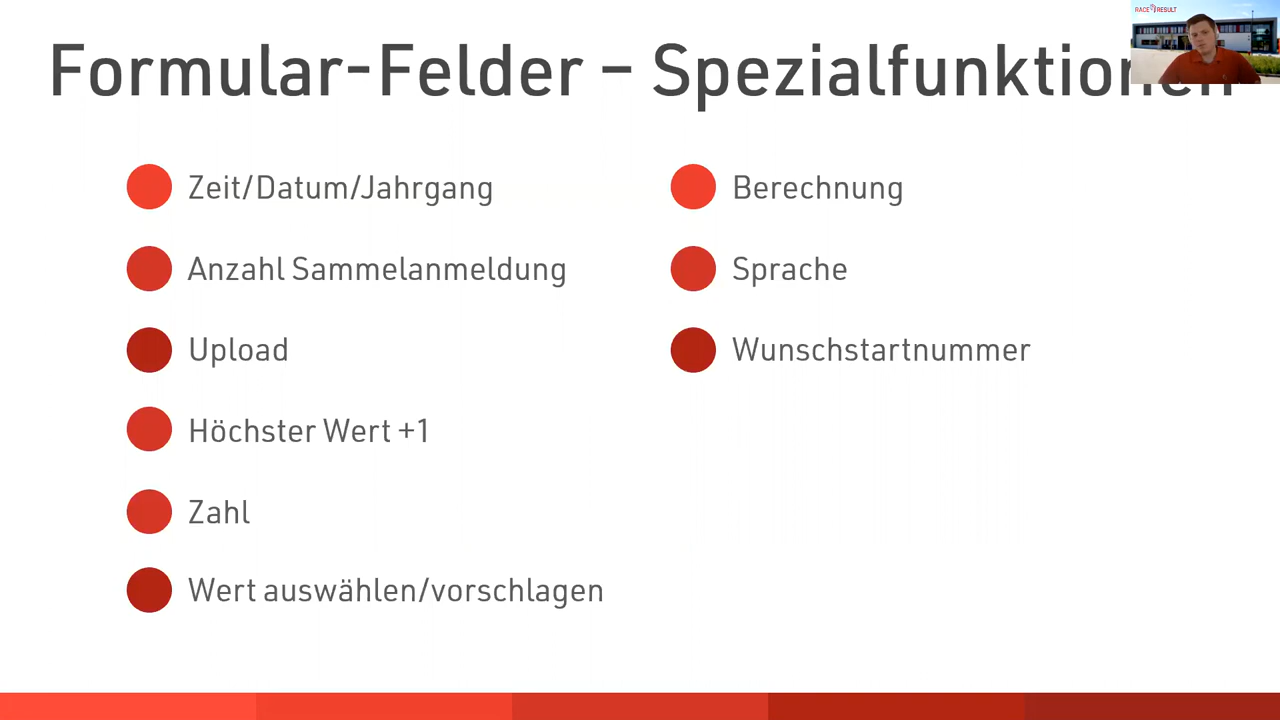 Formular-Felder – Spezialfunktionen
RACE RESULT
Zeit/Datum/Jahrgang
Anzahl Sammelanmeldung
Upload
Höchster Wert +1
Zahl
Wert auswählen/vorschlagen
Berechnung
Sprache
Wunschstartnummer